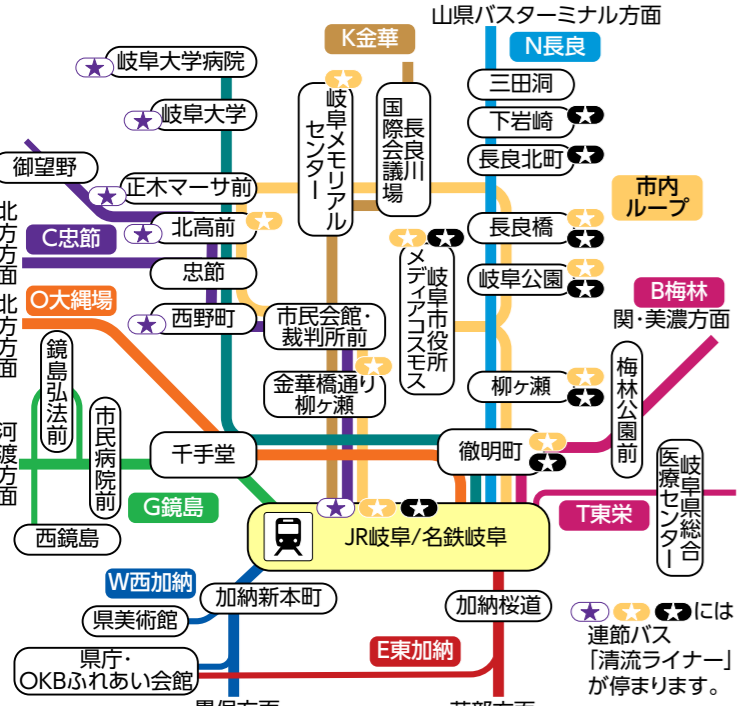 山県バスターミナル方面
K金華
N長良
岐阜大学病院
三田洞
岐阜大学
岐阜メモリアル
センター
長良川
国際会議場
下岩崎
長良北町
御望野
正木マーサ前
市内
ループ
北方方面
C忠節
北高前
長良橋
忠節
岐阜市役所
メディアコスモス
岐阜公園
B梅林
関・美濃方面
O大縄場
北方方面
西野町
市民会館・
裁判所前
鏡島弘法前
金華橋通り
柳ヶ瀬
柳ヶ瀬
梅林公園前
市民病院前
河渡方面
千手堂
徹明町
岐阜県総合
医療センター
G鏡島
T東栄
西鏡島
JR岐阜/名鉄岐阜
W西加納
加納新本町
加納桜道
県美術館
には
連節バス
「清流ライナー」
が停まります。
E東加納
県庁・
OKBふれあい会館